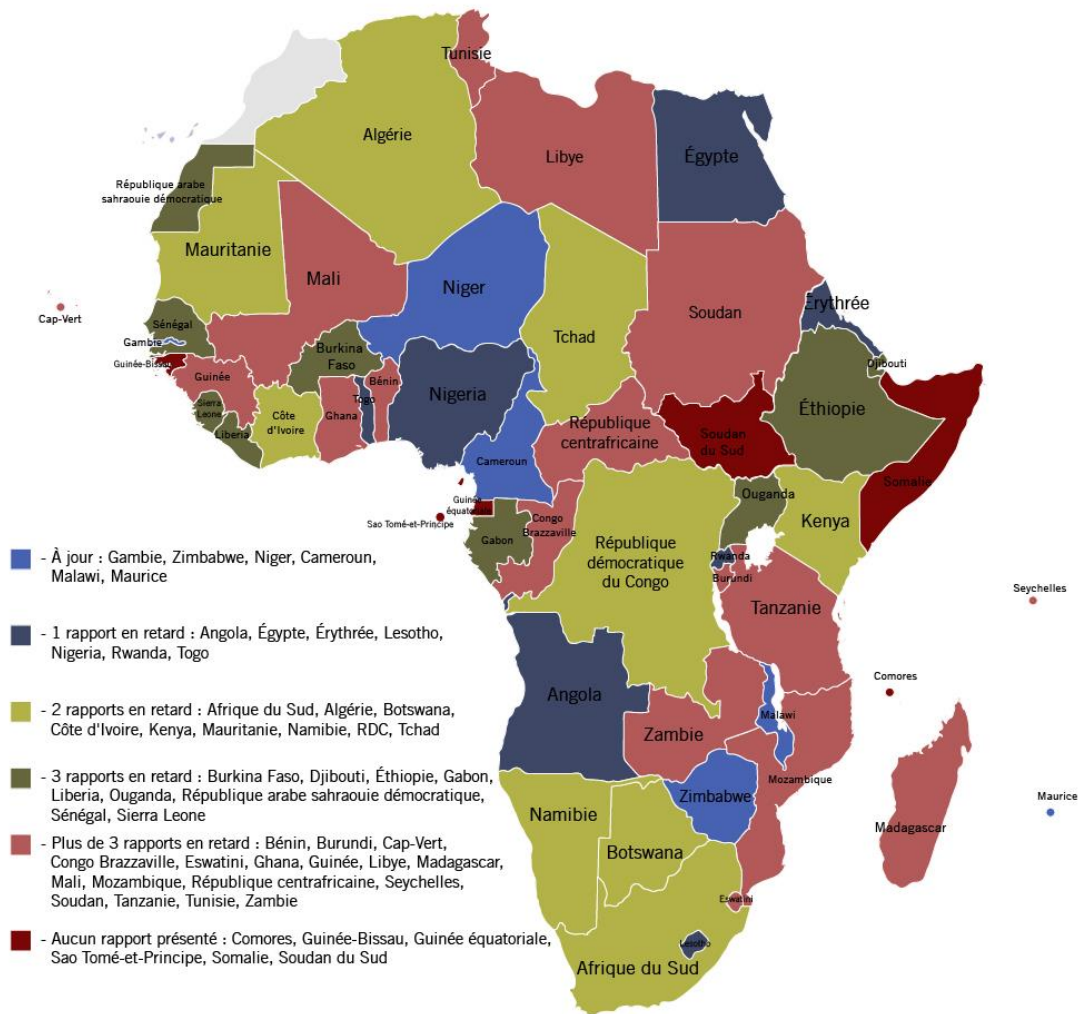 Tunisie
Algérie
Libye
Égypte
République arabe
sahraouie démocratique
Mauritanie
Mali
Niger
Tchad
Soudan
Érythrée
Cap-Vert
Sénégal
Gambie
Guinée-Bissau
Guinée
Burkina
Faso
Bénin
Togo
Ghana
Côte
d'Ivoire
Sierra
Leone
Liberia
Nigeria
Djibouti
Éthiopie
République
centrafricaine
Soudan
du Sud
Somalie
Cameroun
Guinée
équatoriale
Sao Tomé-et-Principe
Gabon
Congo
Brazzaville
République
démocratique
du Congo
Ouganda
Kenya
Rwanda
Burundi
Tanzanie
Seychelles
Comores
Angola
Zambie
Malawi
Mozambique
Zimbabwe
Maurice
Madagascar
Namibie
Botswana
Eswatini
Lesotho
Afrique du Sud
- À jour : Gambie, Zimbabwe, Niger, Cameroun,
Malawi, Maurice
- 1 rapport en retard : Angola, Égypte, Érythrée, Lesotho,
Nigeria, Rwanda, Togo
- 2 rapports en retard : Afrique du Sud, Algérie, Botswana,
Côte d'Ivoire, Kenya, Mauritanie, Namibie, RDC, Tchad
- 3 rapports en retard : Burkina Faso, Djibouti, Éthiopie, Gabon,
Liberia, Ouganda, République arabe sahraouie démocratique,
Sénégal, Sierra Leone
- Plus de 3 rapports en retard : Bénin, Burundi, Cap-Vert,
Congo Brazzaville, Eswatini, Ghana, Guinée, Libye, Madagascar,
Mali, Mozambique, République centrafricaine, Seychelles,
Soudan, Tanzanie, Tunisie, Zambie
- Aucun rapport présenté : Comores, Guinée-Bissau, Guinée équatoriale,
Sao Tomé-et-Principe, Somalie, Soudan du Sud